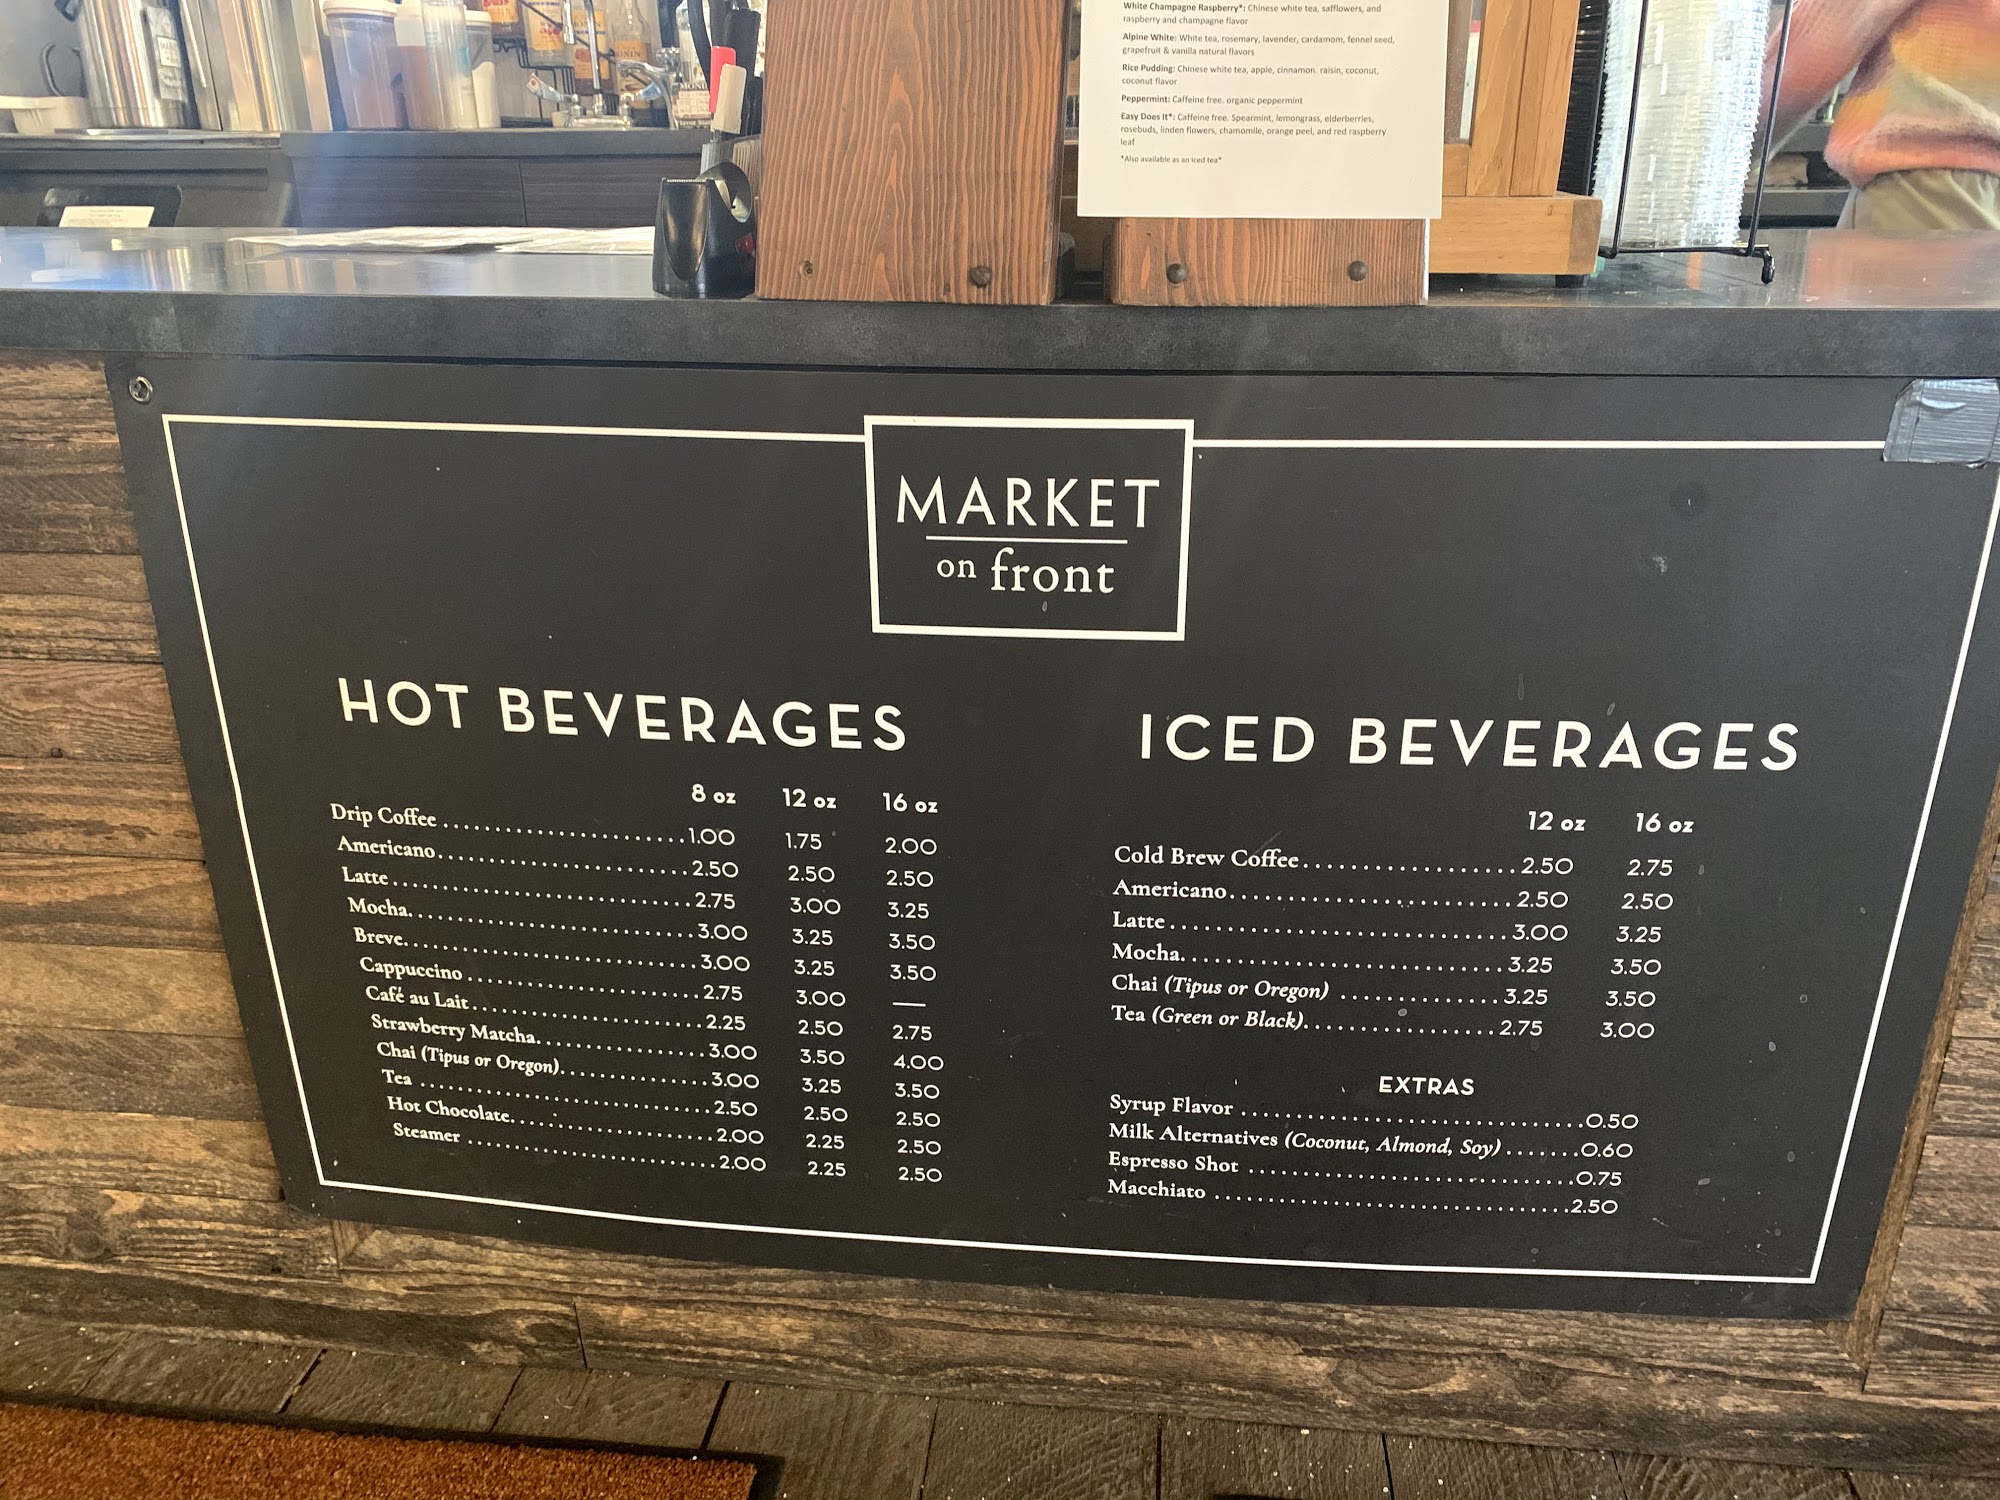 White Champagne Raspberry*: Chinese white tea, safflowers, and
raspberry and champagne flavor
Alpine White: White tea, rosemary, lavender, cardamom, fennel seed,
grapefruit & vanilla natural flavors
Rice Pudding: Chinese white tea, apple, cinnamon. raisin, coconut,
coconut flavor
Peppermint: Caffeine free. organic peppermint
Easy Does It*: Caffeine free. Spearmint, lemongrass, elderberries,
rosebuds, linden flowers, chamomile, orange peel, and red raspberry
leaf
*Also available as an iced tea*
MARKET
on front
HOT BEVERAGES
8 oz 12 oz 16 oz
Drip Coffee 1.00 1.75 2.00
Americano 2.50 2.50 2.50
Latte 2.75 3.00 3.25
Mocha 3.00 3.25 3.50
Breve 3.00 3.25 3.50
Cappuccino 2.75 3.00 —
Café au Lait 2.25 2.50 2.75
Strawberry Matcha 3.00 3.50 4.00
Chai (Tipus or Oregon) 3.00 3.25 3.50
Tea 2.50 2.50 2.50
Hot Chocolate 2.00 2.25 2.50
Steamer 2.00 2.25 2.50
ICED BEVERAGES
12 oz 16 oz
Cold Brew Coffee 2.50 2.75
Americano 2.50 2.50
Latte 3.00 3.25
Mocha 3.25 3.50
Chai (Tipus or Oregon) 3.25 3.50
Tea (Green or Black) 2.75 3.00
EXTRAS
Syrup Flavor 0.50
Milk Alternatives (Coconut, Almond, Soy) 0.60
Espresso Shot 0.75
Macchiato 2.50